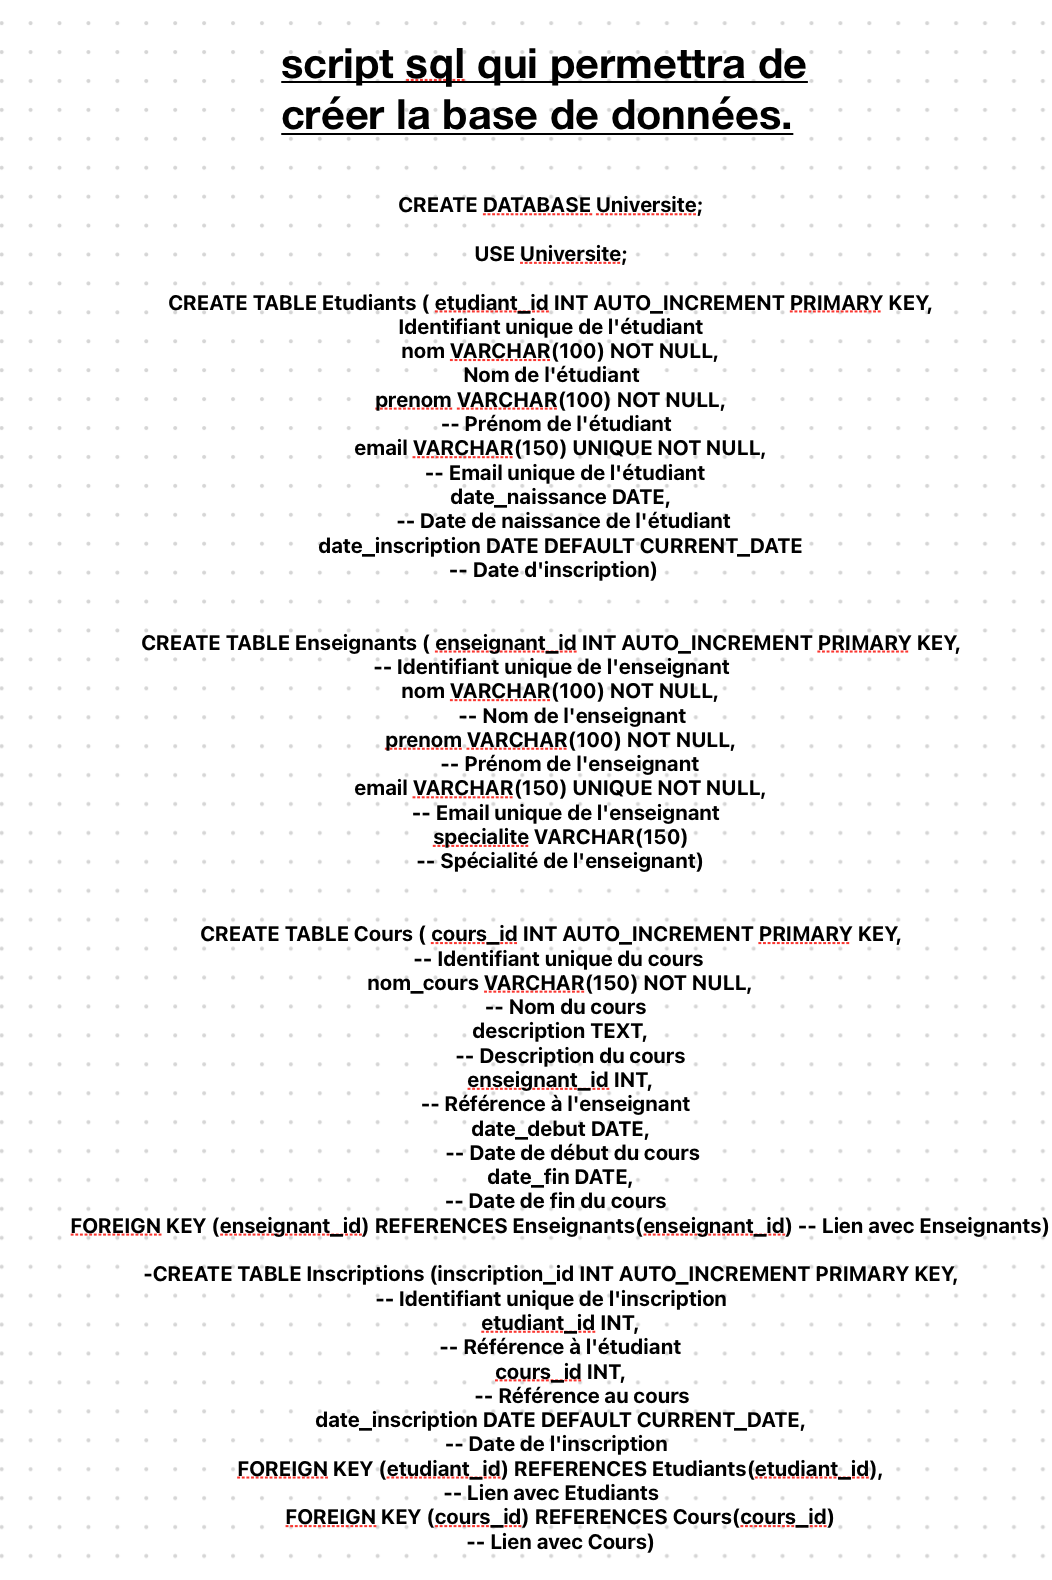 script sql qui permettra de
créer la base de données.
CREATE DATABASE Universite;
USE Universite;
CREATE TABLE Etudiants ( etudiant_id INT AUTO_INCREMENT PRIMARY KEY,
Identifiant unique de l'étudiant
nom VARCHAR(100) NOT NULL,
Nom de l'étudiant
prenom VARCHAR(100) NOT NULL,
-- Prénom de l'étudiant
email VARCHAR(150) UNIQUE NOT NULL,
-- Email unique de l'étudiant
date_naissance DATE,
-- Date de naissance de l'étudiant
date_inscription DATE DEFAULT CURRENT_DATE
-- Date d'inscription)
CREATE TABLE Enseignants ( enseignant_id INT AUTO_INCREMENT PRIMARY KEY,
-- Identifiant unique de l'enseignant
nom VARCHAR(100) NOT NULL,
-- Nom de l'enseignant
prenom VARCHAR(100) NOT NULL,
-- Prénom de l'enseignant
email VARCHAR(150) UNIQUE NOT NULL,
-- Email unique de l'enseignant
specialite VARCHAR(150)
-- Spécialité de l'enseignant)
CREATE TABLE Cours ( cours_id INT AUTO_INCREMENT PRIMARY KEY,
-- Identifiant unique du cours
nom_cours VARCHAR(150) NOT NULL,
-- Nom du cours
description TEXT,
-- Description du cours
enseignant_id INT,
-- Référence à l'enseignant
date_debut DATE,
-- Date de début du cours
date_fin DATE,
-- Date de fin du cours
FOREIGN KEY (enseignant_id) REFERENCES Enseignants(enseignant_id) -- Lien avec Enseignants)
-CREATE TABLE Inscriptions (inscription_id INT AUTO_INCREMENT PRIMARY KEY,
-- Identifiant unique de l'inscription
etudiant_id INT,
-- Référence à l'étudiant
cours_id INT,
-- Référence au cours
date_inscription DATE DEFAULT CURRENT_DATE,
-- Date de l'inscription
FOREIGN KEY (etudiant_id) REFERENCES Etudiants(etudiant_id),
-- Lien avec Etudiants
FOREIGN KEY (cours_id) REFERENCES Cours(cours_id)
-- Lien avec Cours)